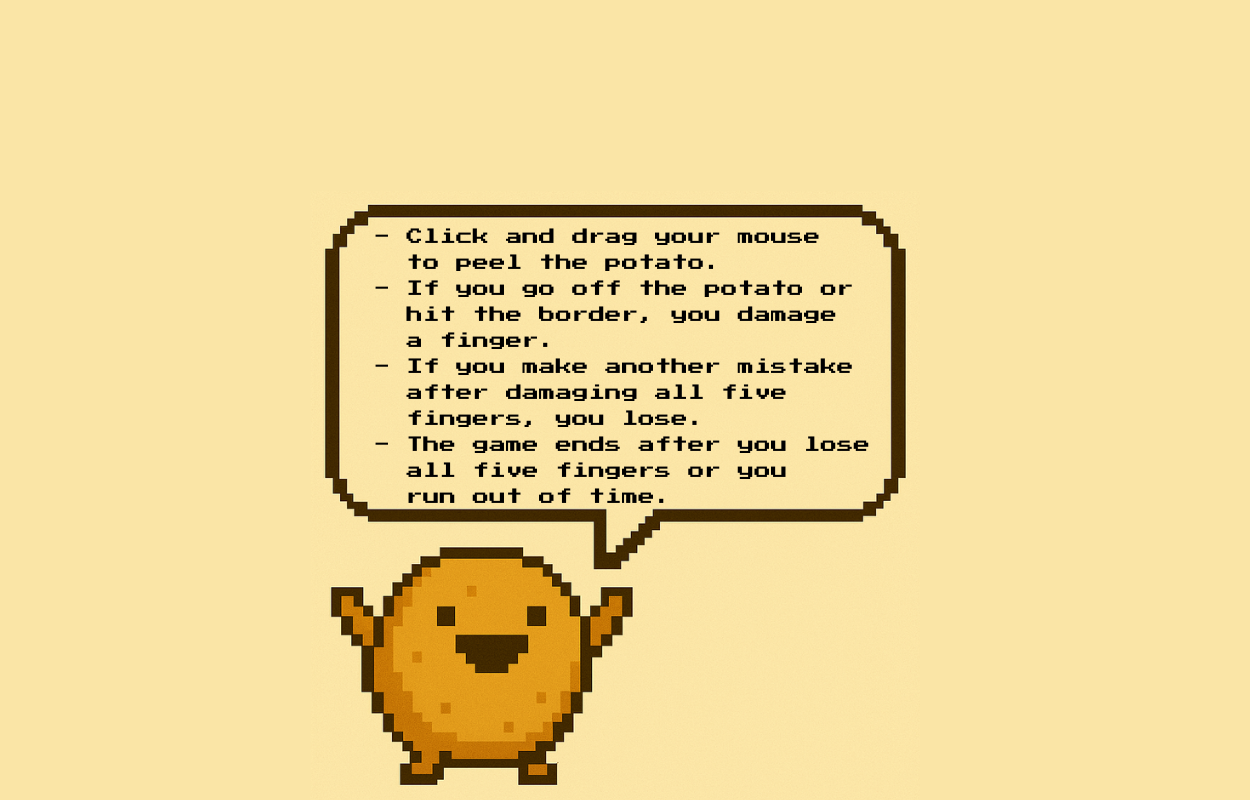 - Click and drag your mouse
to peel the potato.
- If you go off the potato or
hit the border, you damage
a finger.
- If you make another mistake
after damaging all five
fingers, you lose.
- The game ends after you lose
all five fingers or you
run out of time.